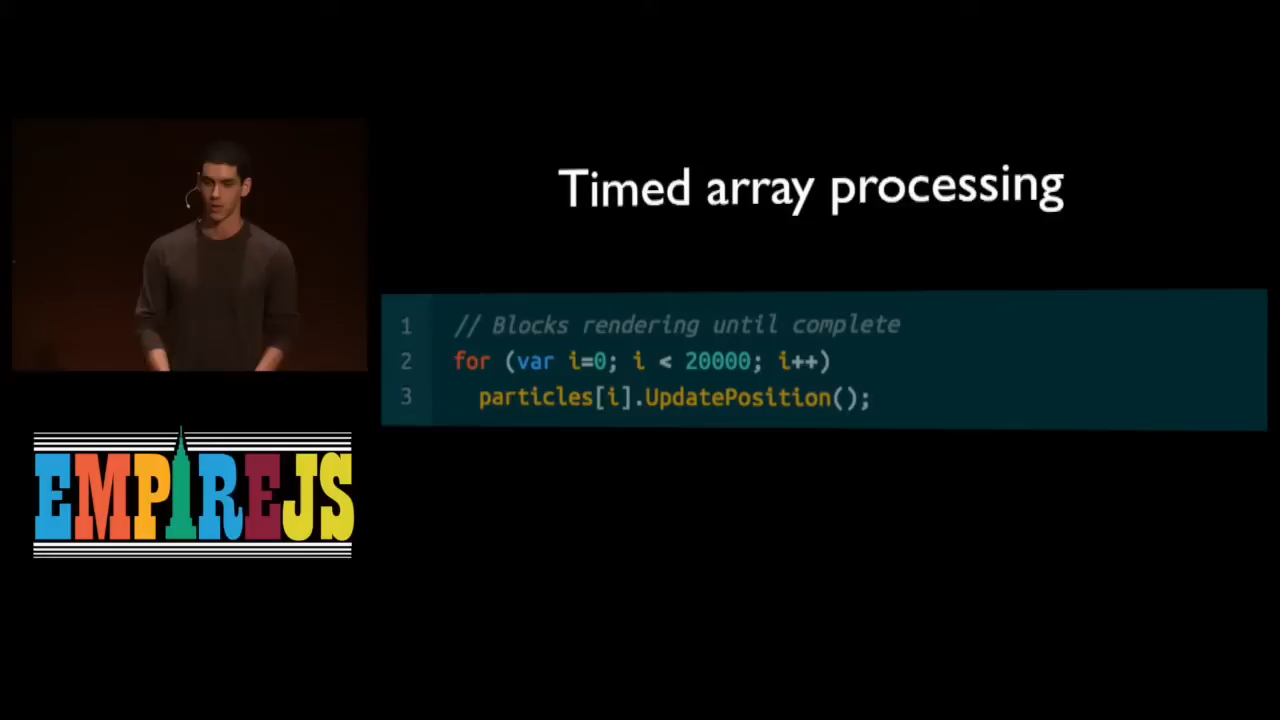 Timed array processing
1 // Blocks rendering until complete
2 for (var i=0; i < 20000; i++)
3 particles[i].UpdatePosition();
EMPIREJS